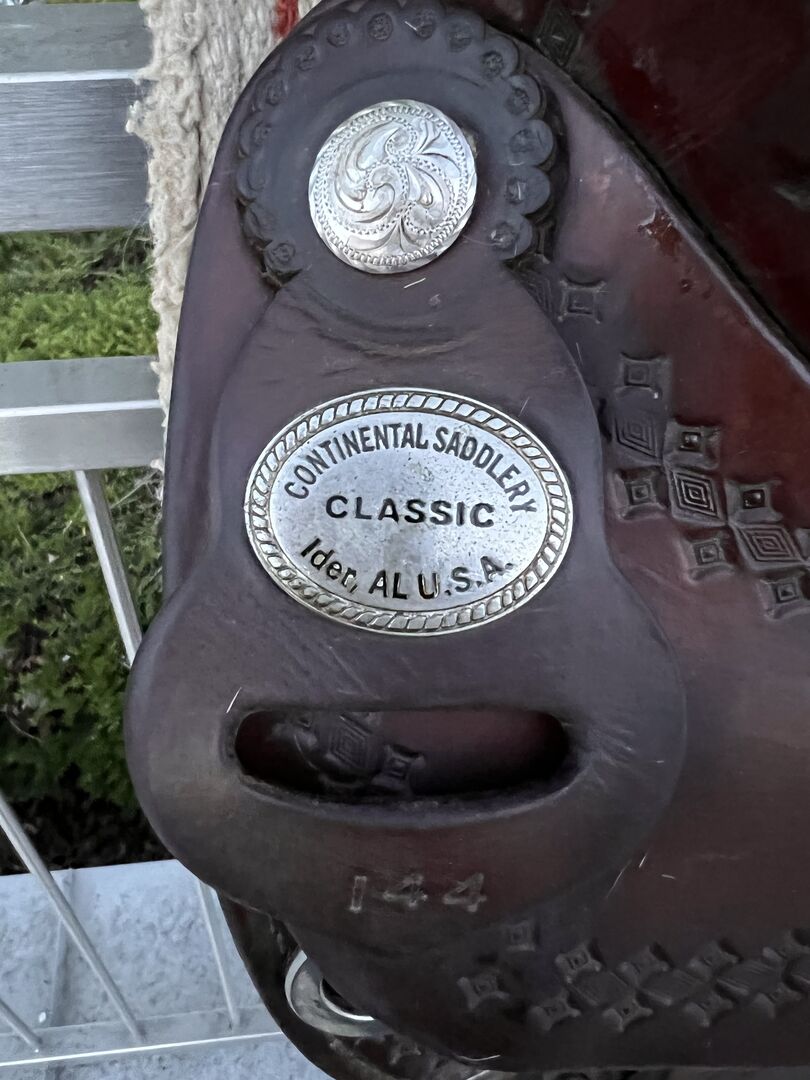 CONTINENTAL SADDLERY
CLASSIC
Ider, AL U.S.A.
144